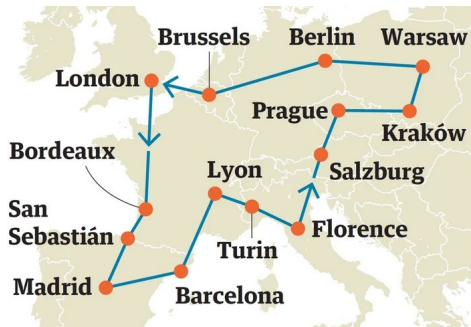 Brussels
Berlin
Warsaw
London
Prague
Kraków
Bordeaux
Lyon
Salzburg
San
Sebastián
Turin
Florence
Madrid
Barcelona